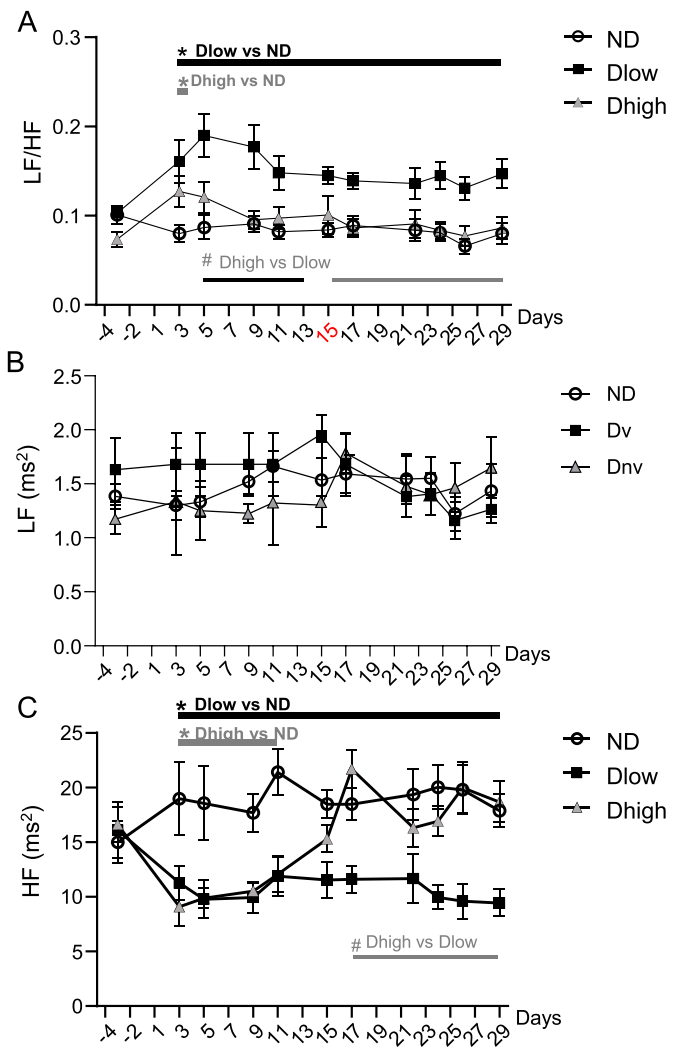 A
0.3
0.2
0.1
0.0
LF/HF
* Dlow vs ND
* Dhigh vs ND
# Dhigh vs Dlow
ND
Dlow
Dhigh
-4 -2 1 3 5 7 9 11 13 15 17 19 21 23 25 27 29 Days
B
2.5
2.0
1.5
1.0
0.5
0.0
LF (ms²)
ND
Dv
Dnv
-4 -2 1 3 5 7 9 11 13 15 17 19 21 23 25 27 29 Days
C
* Dlow vs ND
* Dhigh vs ND
25
20
15
10
5
0
HF (ms²)
ND
Dlow
Dhigh
# Dhigh vs Dlow
-4 -2 1 3 5 7 9 11 13 15 17 19 21 23 25 27 29 Days